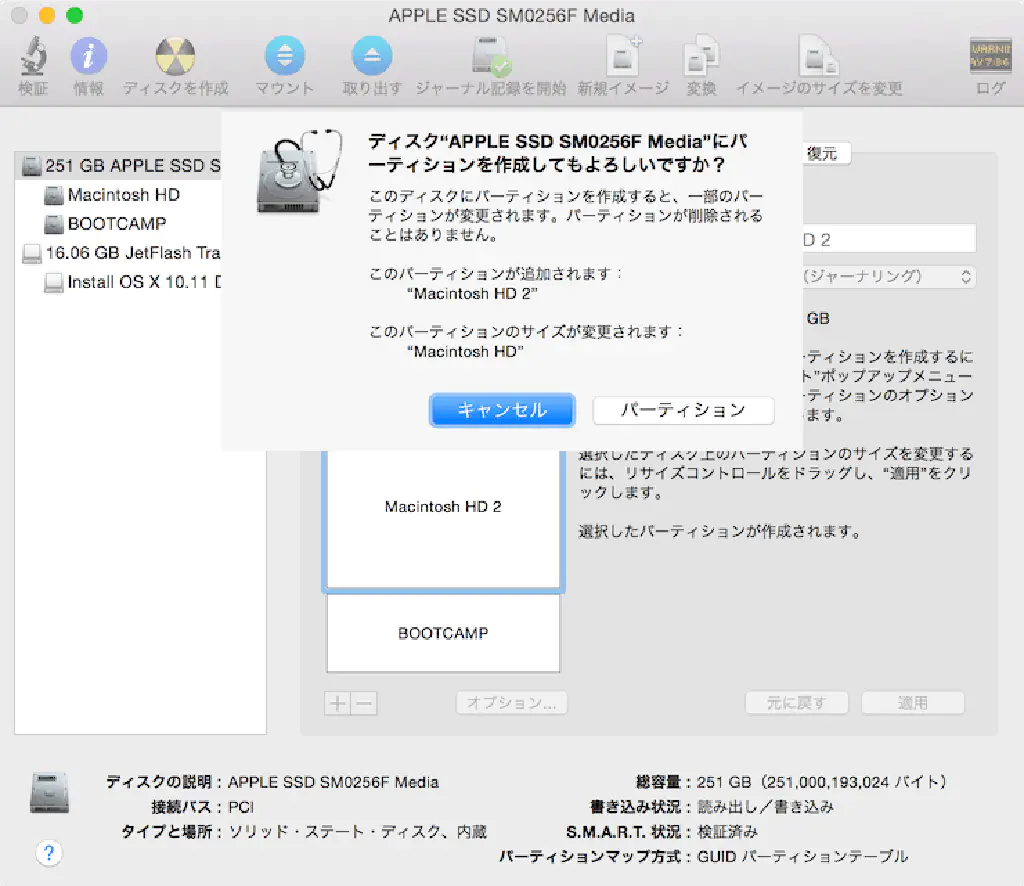 APPLE SSD SM0256F Media
検証
情報
ディスクを作成
マウント
取り出す
ジャーナル記録を開始
新規イメージ
変換
イメージのサイズを変更
ログ
251 GB APPLE SSD S
Macintosh HD
BOOTCAMP
16.06 GB JetFlash Tra
Install OS X 10.11
ディスク“APPLE SSD SM0256F Media”にパ
ーティションを作成してもよろしいですか？
このディスクにパーティションを作成すると、一部のパー
ティションが変更されます。パーティションが削除される
ことはありません。
このパーティションが追加されます：
“Macintosh HD 2”
このパーティションのサイズが変更されます：
“Macintosh HD”
キャンセル
パーティション
復元
D 2
（ジャーナリング）
GB
ーティションを作成するに
ト”ポップアップメニュー
ーティションのオプション
ます。
選択したディスク上のパーティションのサイズを変更する
には、リサイズコントロールをドラッグし、“適用”をクリ
ックします。
選択したパーティションが作成されます。
Macintosh HD 2
BOOTCAMP
オプション...
元に戻す
適用
ディスクの説明：APPLE SSD SM0256F Media
接続バス：PCI
タイプと場所：ソリッド・ステート・ディスク、内蔵
総容量：251 GB（251,000,193,024 バイト）
書き込み状況：読み出し／書き込み
S.M.A.R.T. 状況：検証済み
パーティションマップ方式：GUID パーティションテーブル